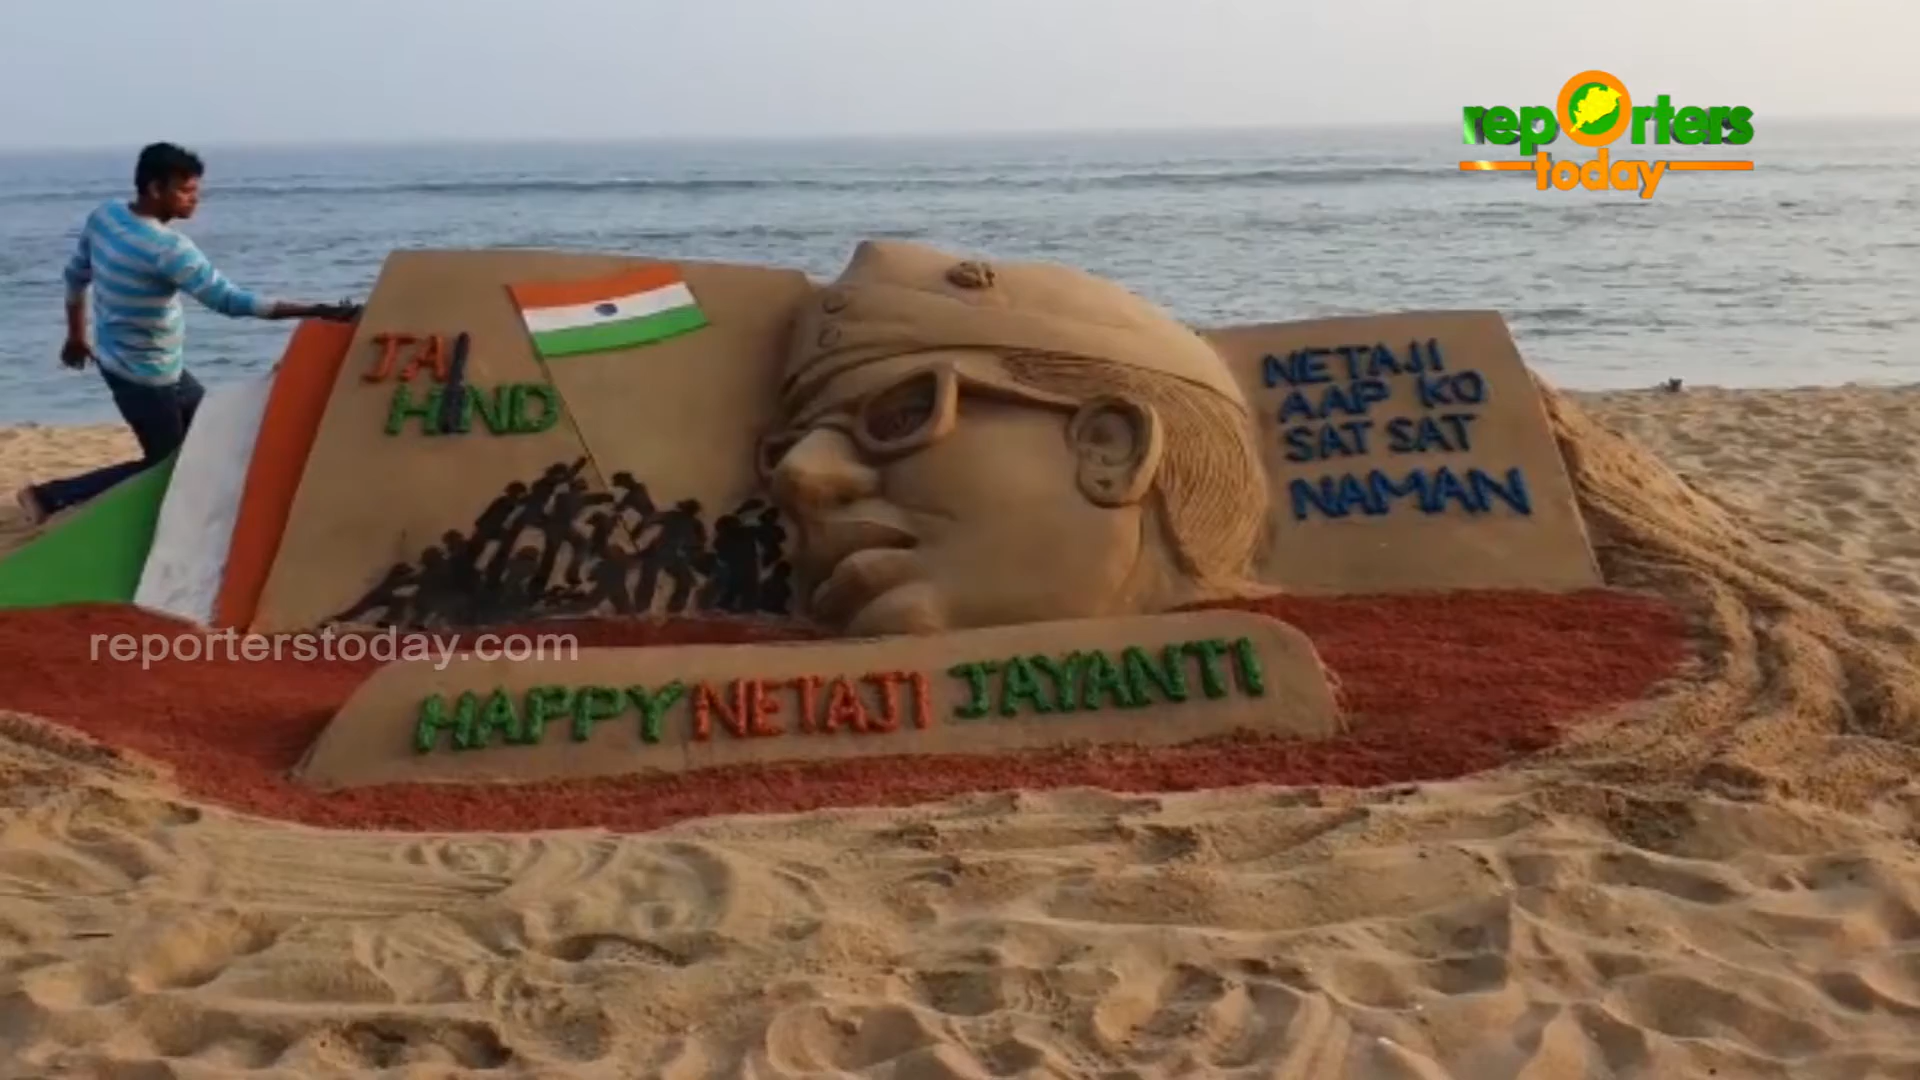 reporters
today
JAI
HIND
NETAJI
AAP KO
SAT SAT
NAMAN
reporterstoday.com
HAPPY NETAJI JAYANTI